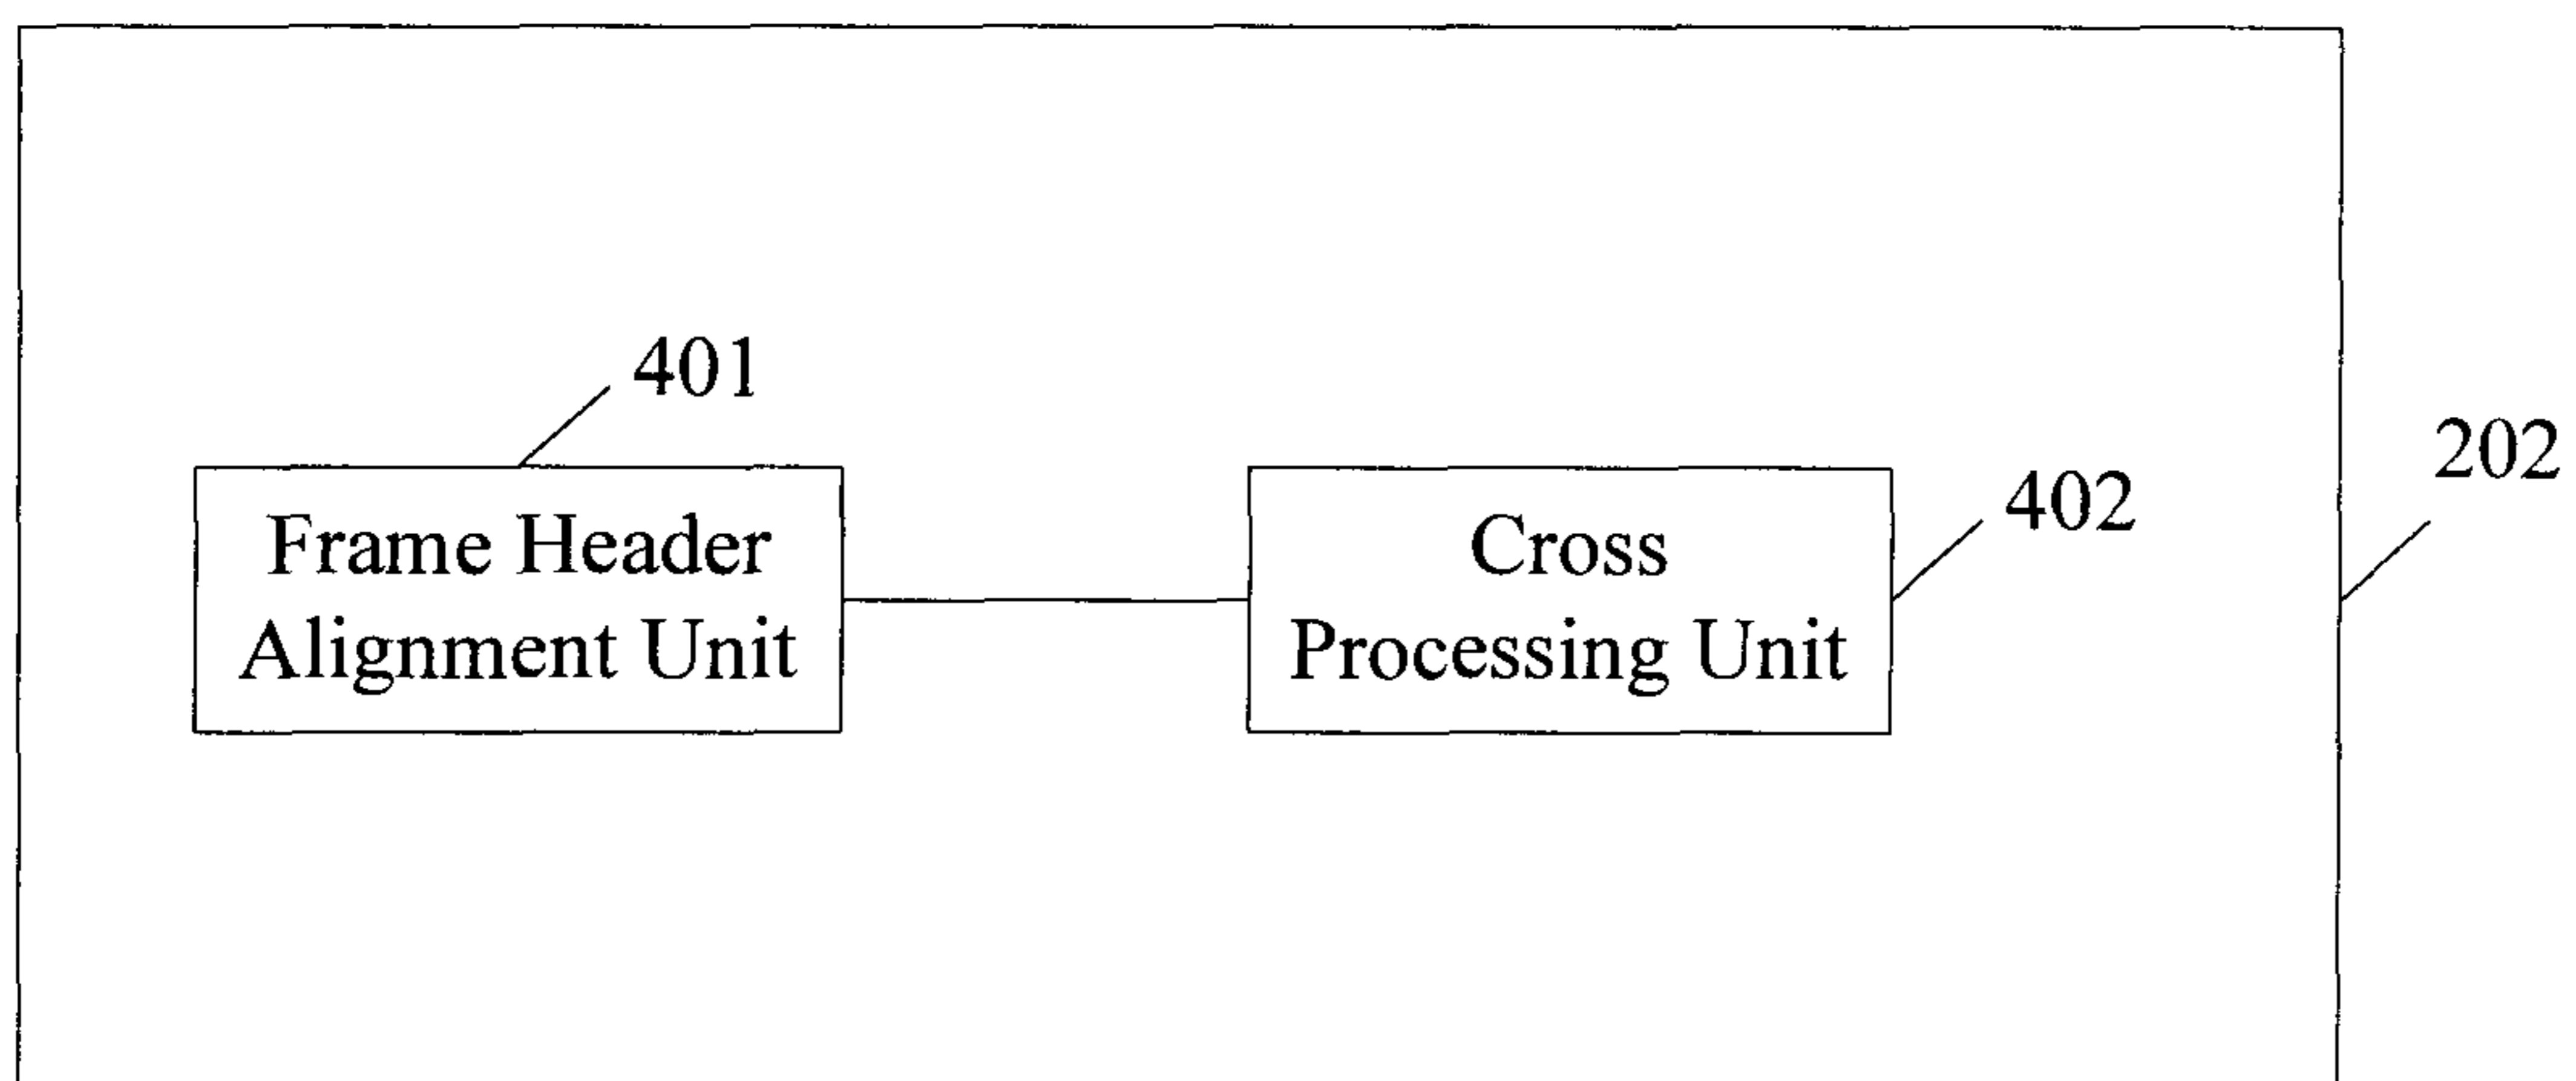 401
202
402
Frame Header
Alignment Unit
Cross
Processing Unit